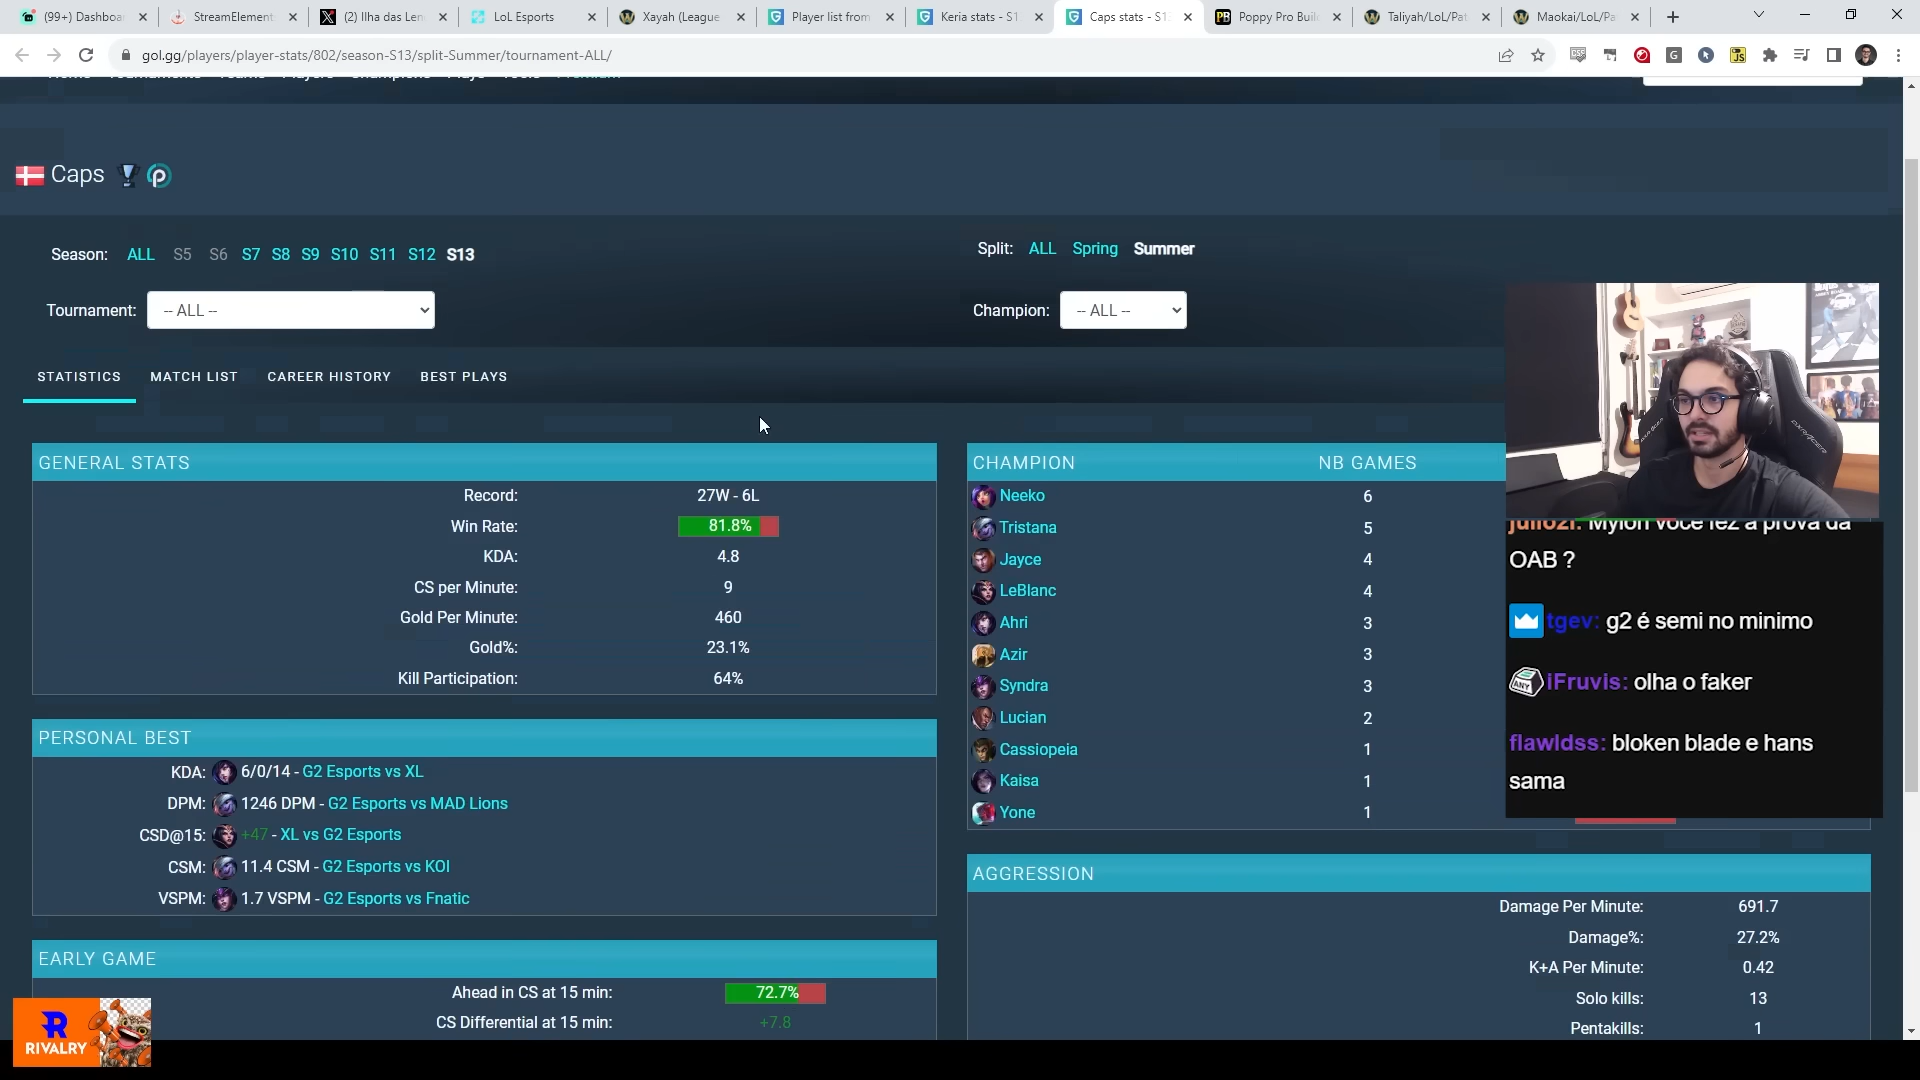 (99+) Dashboa
StreamElement
(2) Ilha das Len
LoL Esports
Xayah (League
Player list from
Keria stats - S1
Caps stats - S13
Poppy Pro Build
Taliyah/LoL/Pat
Maokai/LoL/Pa
gol.gg/players/player-stats/802/season-S13/split-Summer/tournament-ALL/
Caps
Season: ALL S5 S6 S7 S8 S9 S10 S11 S12 S13
Split: ALL Spring Summer
Tournament: -- ALL --
Champion: -- ALL --
STATISTICS MATCH LIST CAREER HISTORY BEST PLAYS
GENERAL STATS
Record: 27W - 6L
Win Rate: 81.8%
KDA: 4.8
CS per Minute: 9
Gold Per Minute: 460
Gold%: 23.1%
Kill Participation: 64%
PERSONAL BEST
KDA: 6/0/14 - G2 Esports vs XL
DPM: 1246 DPM - G2 Esports vs MAD Lions
CSD@15: +47 - XL vs G2 Esports
CSM: 11.4 CSM - G2 Esports vs KOI
VSPM: 1.7 VSPM - G2 Esports vs Fnatic
EARLY GAME
Ahead in CS at 15 min: 72.7%
CS Differential at 15 min: +7.8
CHAMPION NB GAMES
Neeko 6
Tristana 5
Jayce 4
LeBlanc 4
Ahri 3
Azir 3
Syndra 3
Lucian 2
Cassiopeia 1
Kaisa 1
Yone 1
AGGRESSION
Damage Per Minute: 691.7
Damage%: 27.2%
K+A Per Minute: 0.42
Solo kills: 13
Pentakills: 1
Mylon você fez a prova da
OAB ?
tgev: g2 é semi no minimo
ANY
iFruvis: olha o faker
flawldss: bloken blade e hans
sama
R
RIVALRY